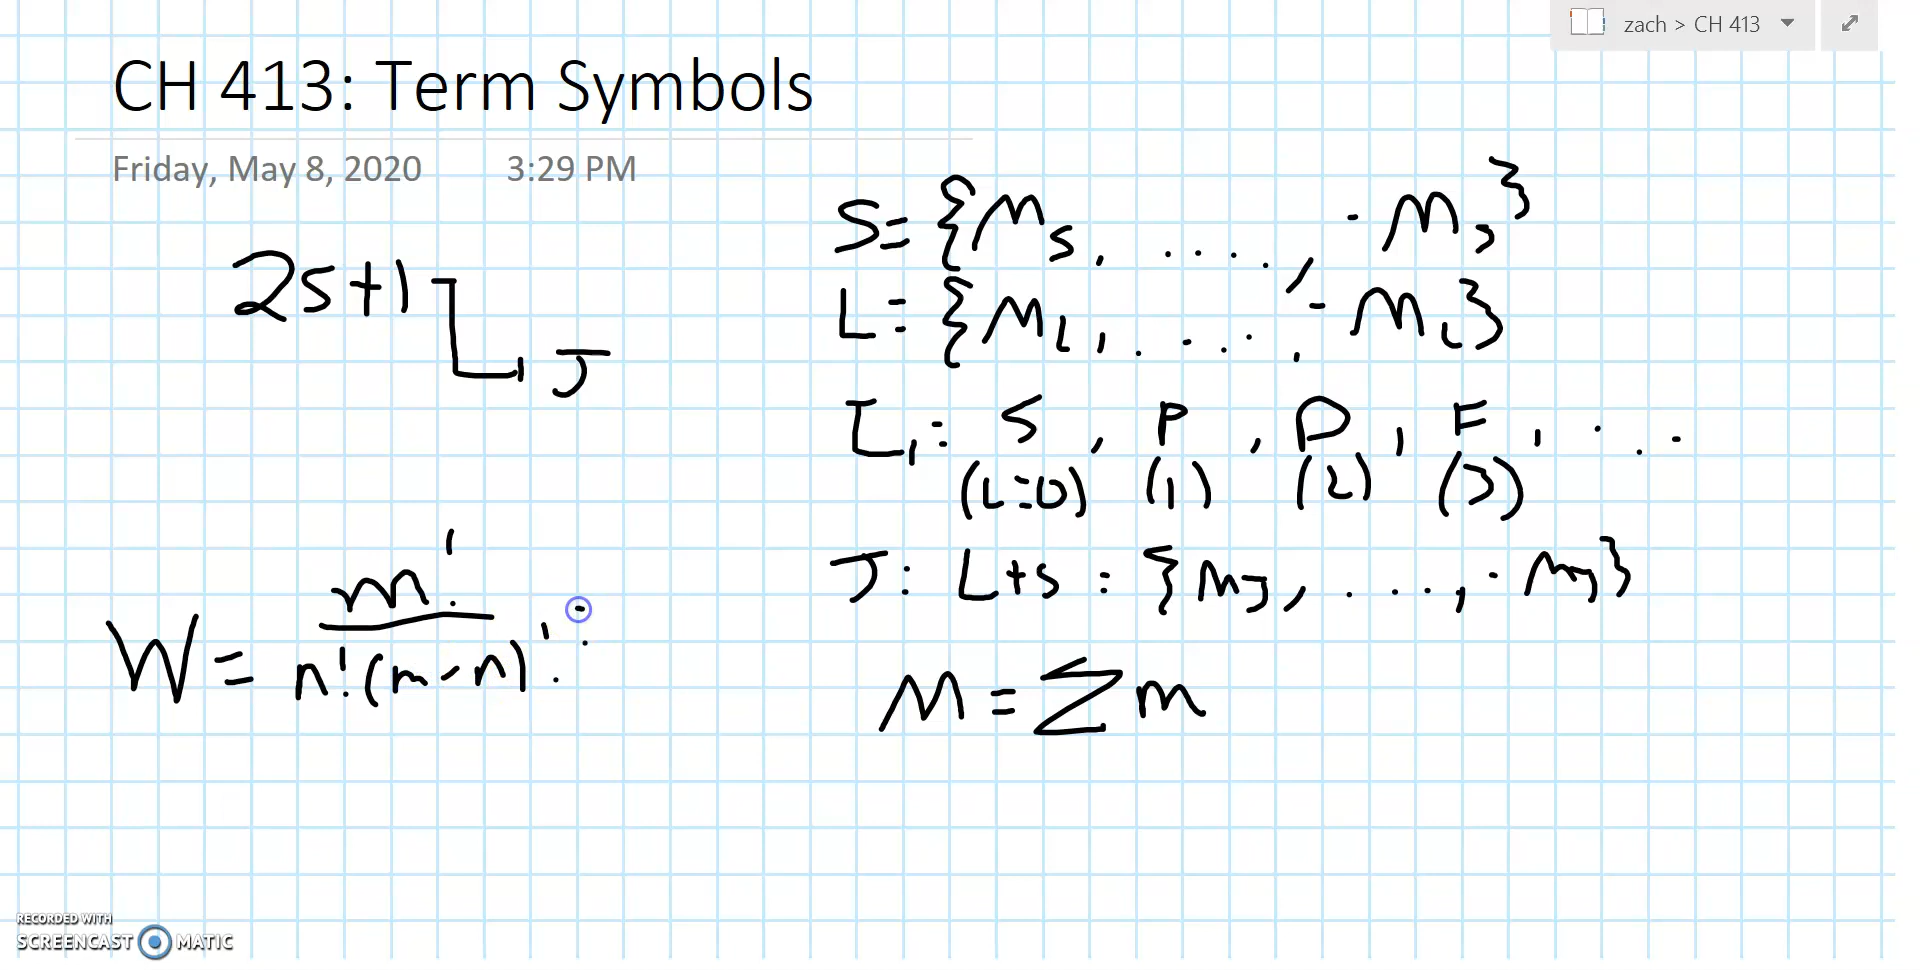 zach > CH 413
CH 413: Term Symbols
Friday, May 8, 2020 3:29 PM
2s+1 L J
S= {Ms, ...., -Ms}
L= {ML, ...., -ML}
L: S, P, D, F, ...
(L=0) (1) (2) (3)
J: L+S = {MJ, ...., -MJ}
M = Σ m
W = m! / n!(m-n)!
RECORDED WITH
SCREENCAST MATIC